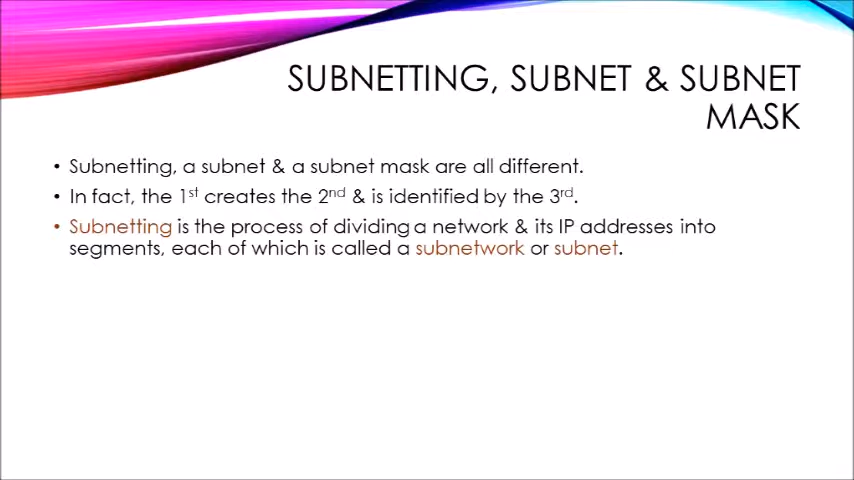 SUBNETTING, SUBNET & SUBNET
MASK
• Subnetting, a subnet & a subnet mask are all different.
• In fact, the 1st creates the 2nd & is identified by the 3rd.
• Subnetting is the process of dividing a network & its IP addresses into
segments, each of which is called a subnetwork or subnet.